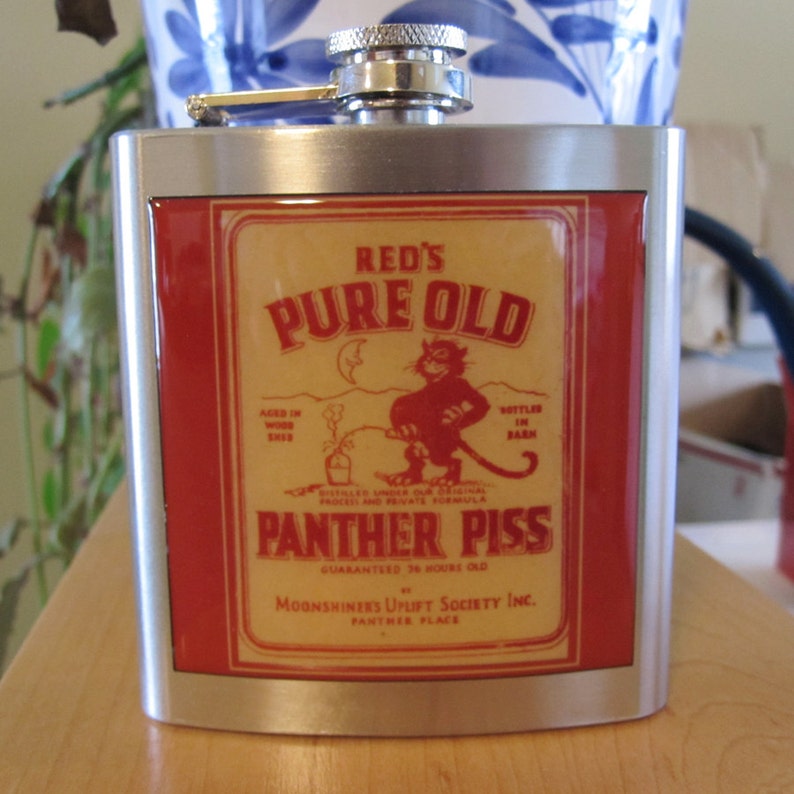 RED'S
PURE OLD
AGED IN
WOOD
SHED
BOTTLED
IN
BARN
DISTILLED UNDER OUR ORIGINAL
PROCESS AND PRIVATE FORMULA
PANTHER PISS
GUARANTEED 36 HOURS OLD
BY
MOONSHINER'S UPLIFT SOCIETY INC.
PANTHER PLACE